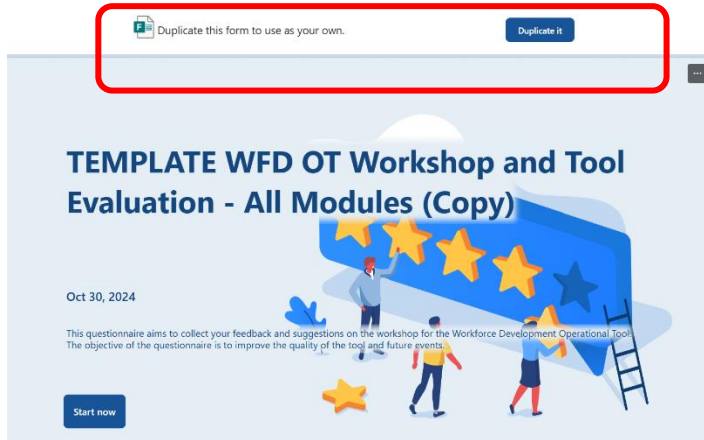 Duplicate this form to use as your own.
Duplicate it
TEMPLATE WFD OT Workshop and Tool
Evaluation - All Modules (Copy)
Oct 30, 2024
This questionnaire aims to collect your feedback and suggestions on the workshop for the Workforce Development Operational Tool.
The objective of the questionnaire is to improve the quality of the tool and future events.
Start now